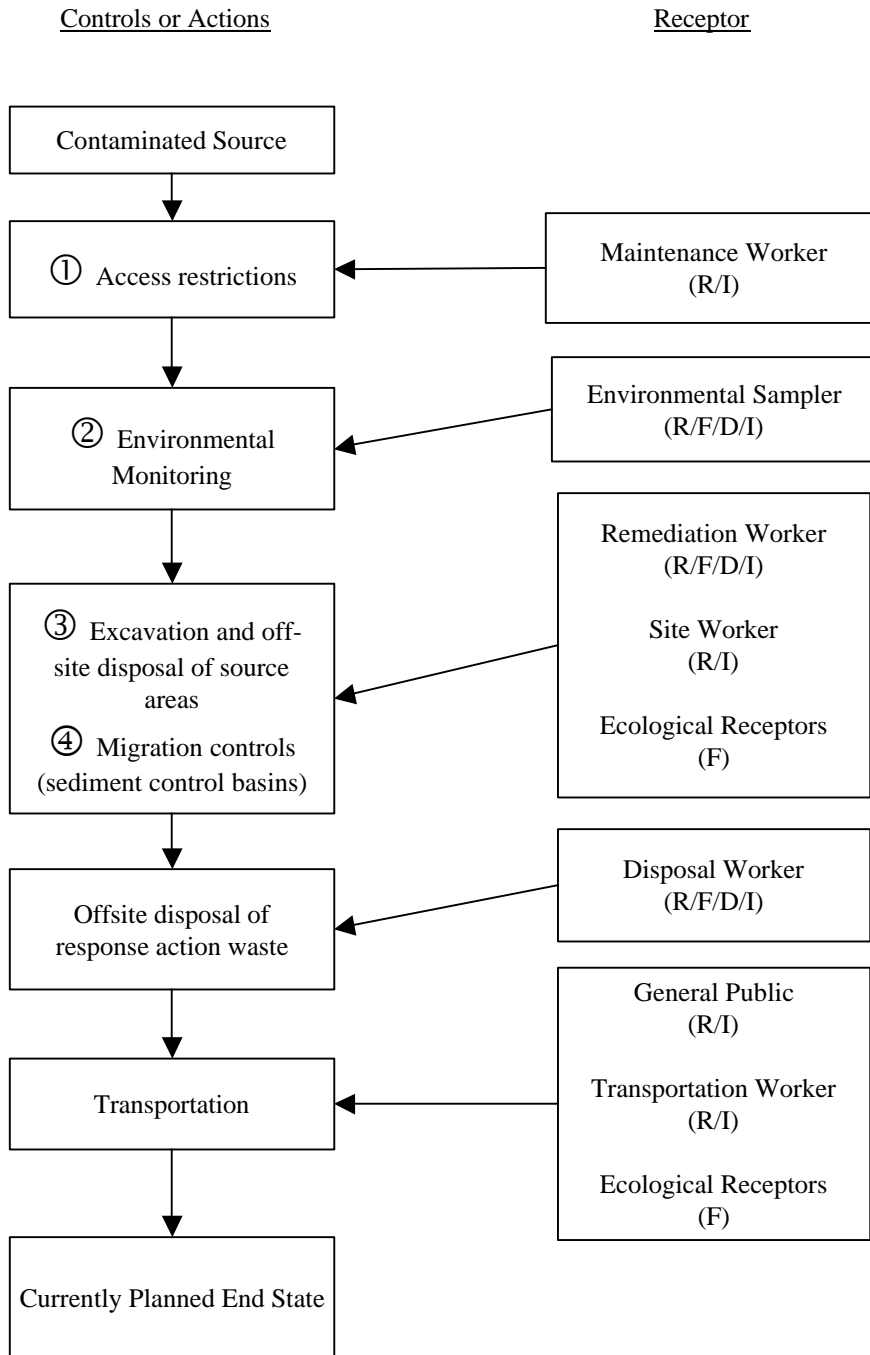 Controls or Actions
Receptor
Contaminated Source
① Access restrictions
Maintenance Worker
(R/I)
② Environmental
Monitoring
Environmental Sampler
(R/F/D/I)
③ Excavation and off-
site disposal of source
areas
④ Migration controls
(sediment control basins)
Remediation Worker
(R/F/D/I)
Site Worker
(R/I)
Ecological Receptors
(F)
Offsite disposal of
response action waste
Disposal Worker
(R/F/D/I)
Transportation
General Public
(R/I)
Transportation Worker
(R/I)
Ecological Receptors
(F)
Currently Planned End State